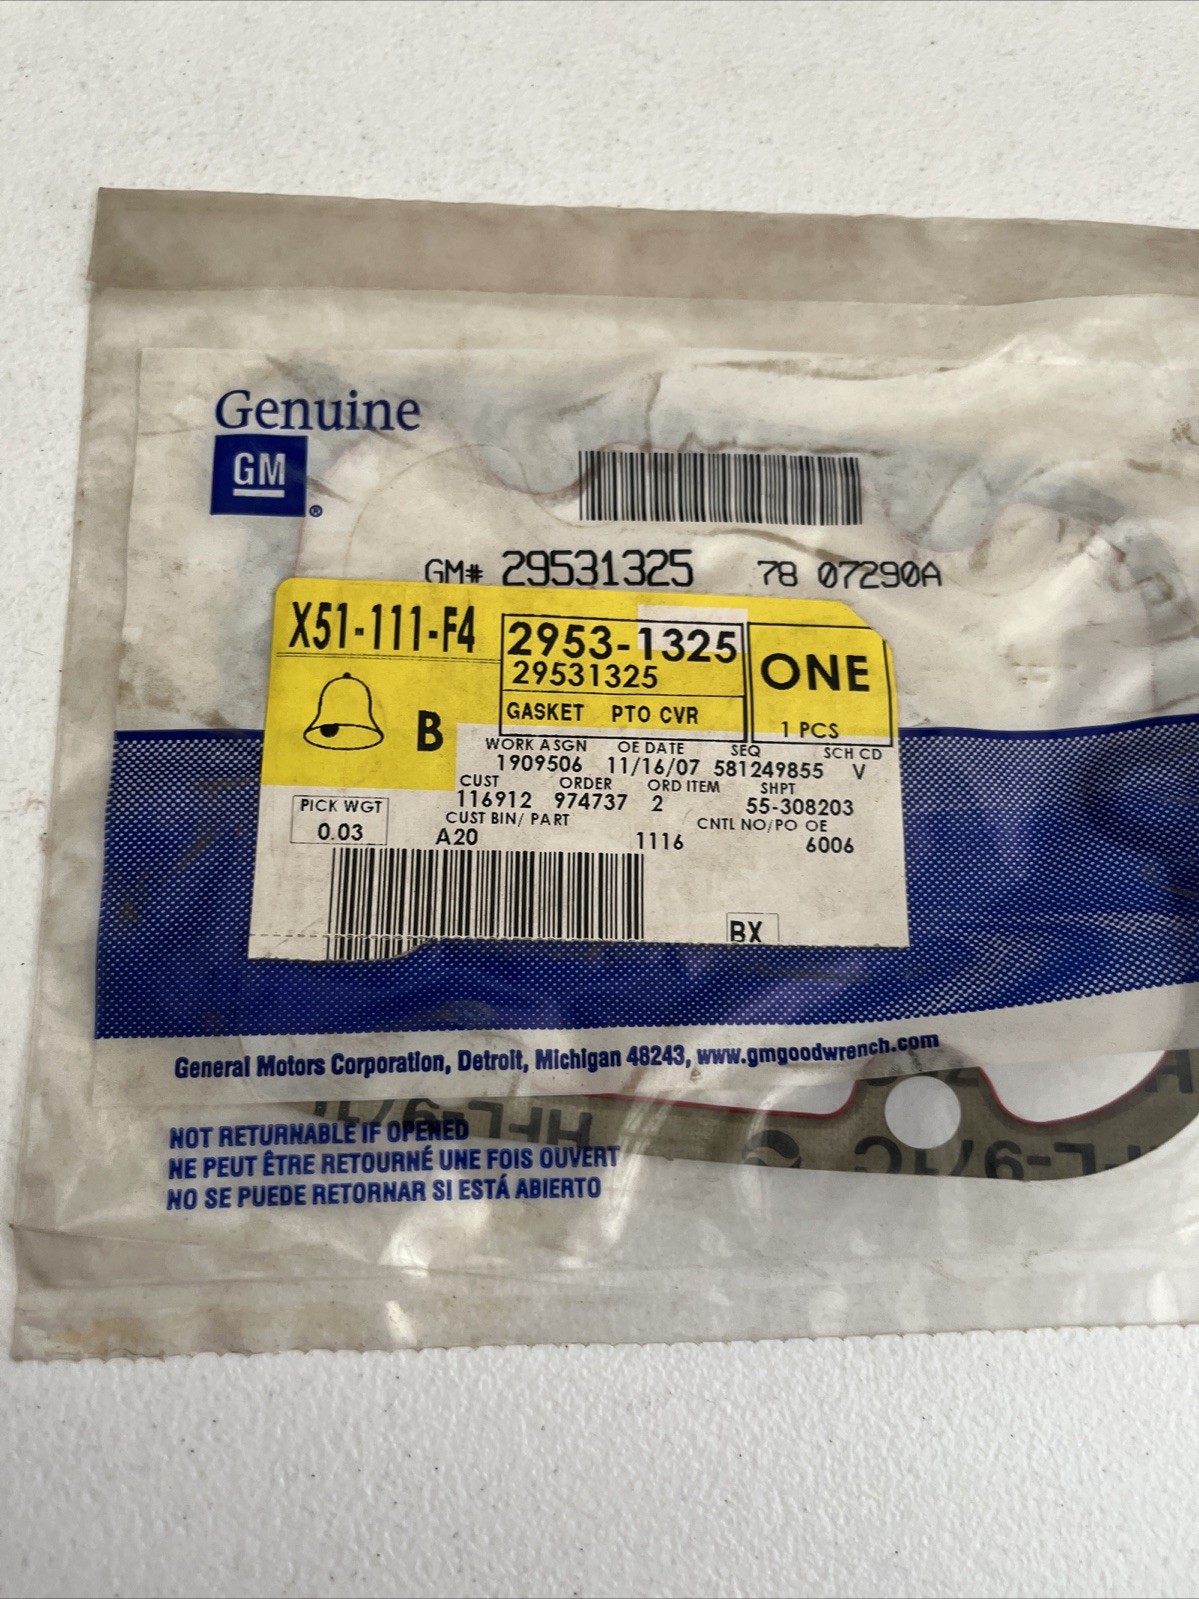 Genuine
GM
®
GM# 29531325 78 07290A
X51-111-F4
2953-1325
29531325
ONE
GASKET PTO CVR
1 PCS
B
WORK ASGN OE DATE SEQ SCH CD
1909506 11/16/07 581249855 V
CUST ORDER ORD ITEM SHPT
116912 974737 2 55-308203
PICK WGT
0.03
CUST BIN/ PART CNTL NO/PO OE
A20 1116 6006
BX
General Motors Corporation, Detroit, Michigan 48243, www.gmgoodwrench.com
NOT RETURNABLE IF OPENED
NE PEUT ÊTRE RETOURNÉ UNE FOIS OUVERT
NO SE PUEDE RETORNAR SI ESTÁ ABIERTO